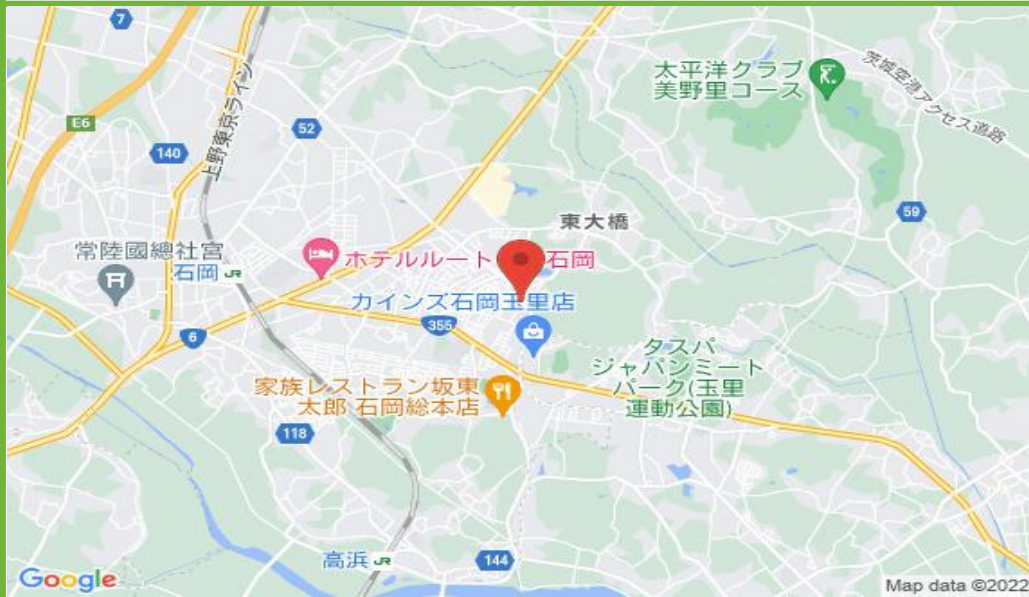 7
太平洋クラブ
美野里コース
茨城空港アクセス道路
E6
52
上野東京ライン
140
59
東大橋
常陸國總社宮
石岡 JR
ホテルルート
石岡
カインズ石岡玉里店
6
355
タスパ
ジャパンミート
パーク(玉里
運動公園)
家族レストラン坂東
太郎 石岡総本店
118
高浜 JR
144
Google
Map data ©2022